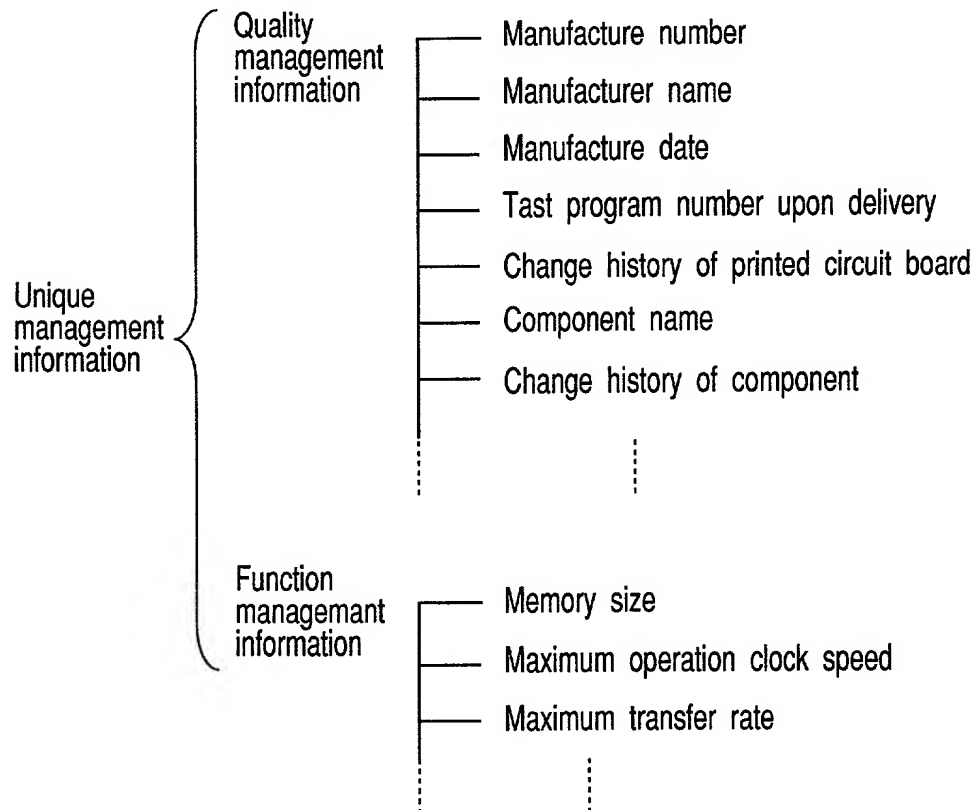 Unique
management
information
Quality
management
information
Manufacture number
Manufacturer name
Manufacture date
Tast program number upon delivery
Change history of printed circuit board
Component name
Change history of component
Function
managemant
information
Memory size
Maximum operation clock speed
Maximum transfer rate